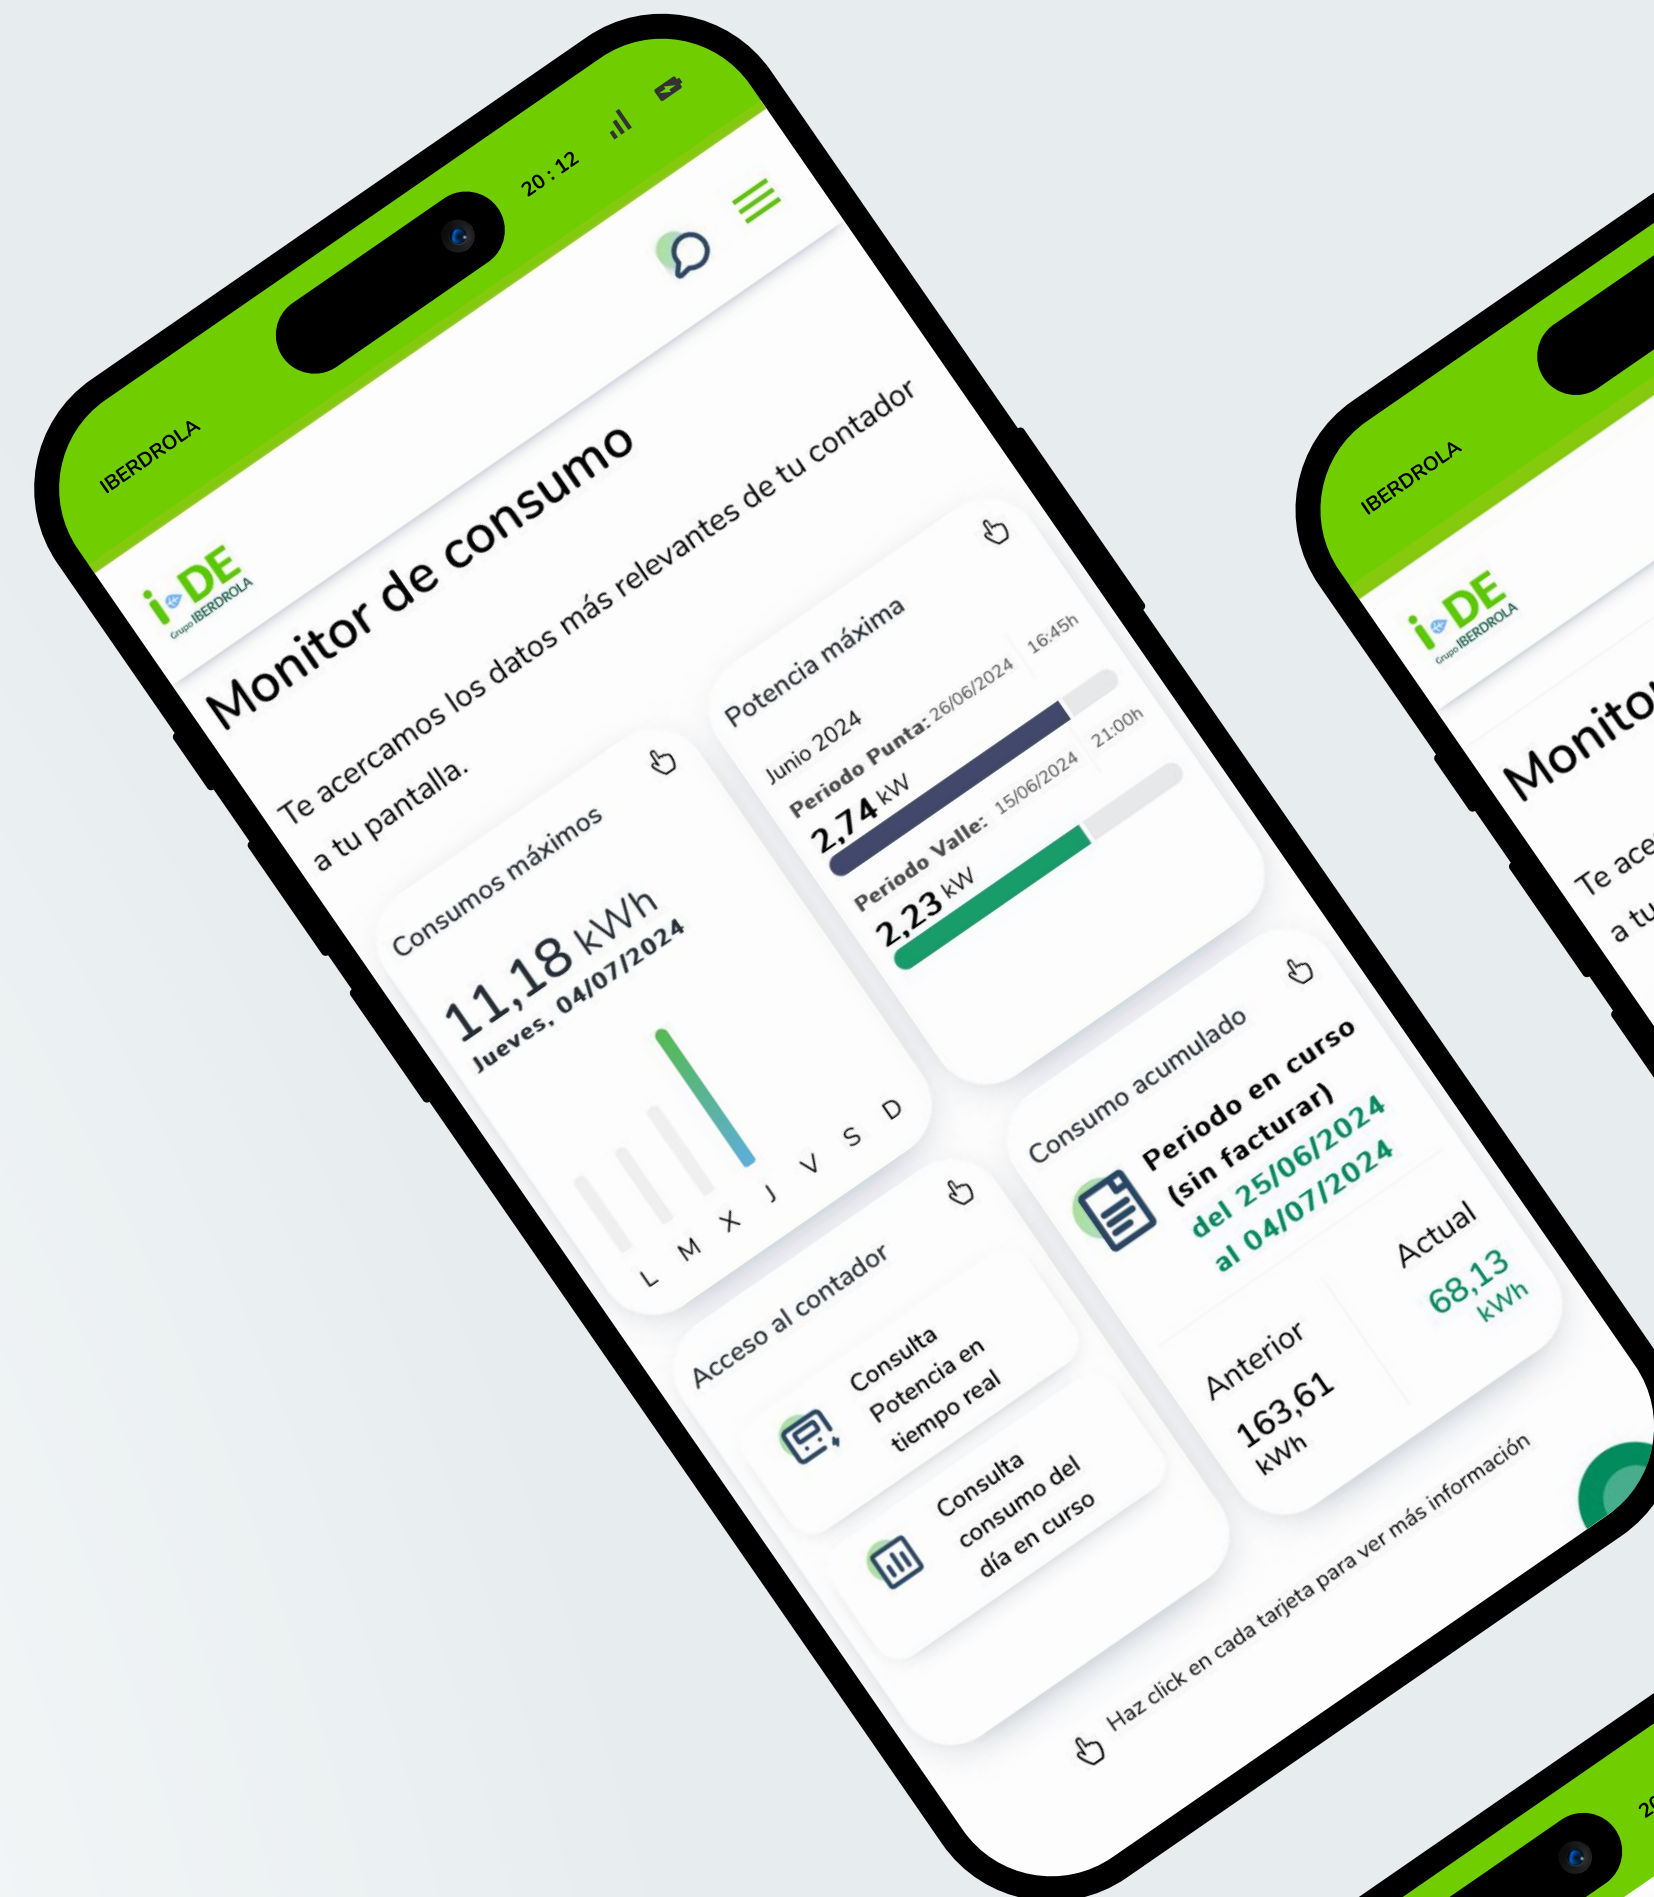 IBERDROLA
20:12
i-DE
Grupo IBERDROLA
Monitor de consumo
Te acercamos los datos más relevantes de tu contador
a tu pantalla.
Consumos máximos
11,18 kWh
Jueves, 04/07/2024
L M X J V S D
Potencia máxima
Junio 2024
Periodo Punta: 26/06/2024 16:45h
2,74 kW
Periodo Valle: 15/06/2024 21:00h
2,23 kW
Acceso al contador
Consulta
Potencia en
tiempo real
Consulta
consumo del
día en curso
Consumo acumulado
Periodo en curso
(sin facturar)
del 25/06/2024
al 04/07/2024
Anterior
163,61
kWh
Actual
68,13
kWh
Haz click en cada tarjeta para ver más información
IBERDROLA
i-DE
Grupo IBERDROLA
a tu